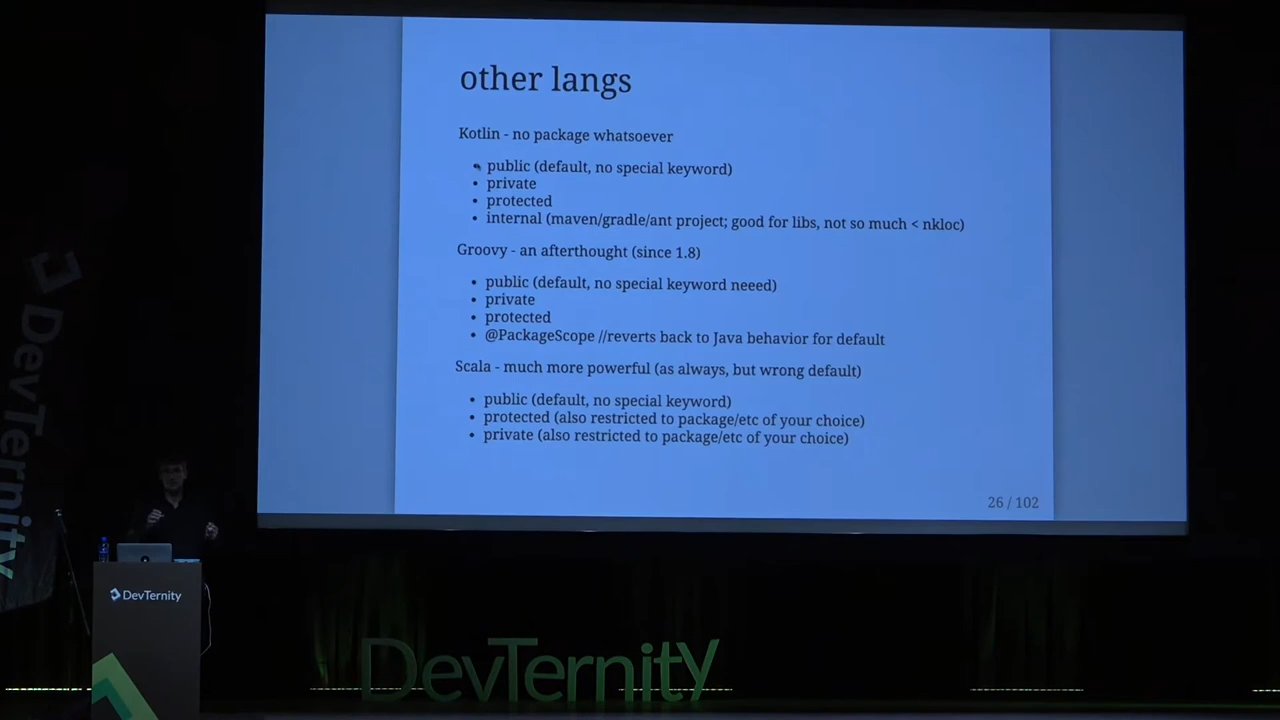 other langs
Kotlin - no package whatsoever
• public (default, no special keyword)
• private
• protected
• internal (maven/gradle/ant project; good for libs, not so much < nkloc)
Groovy - an afterthought (since 1.8)
• public (default, no special keyword neeed)
• private
• protected
• @PackageScope //reverts back to Java behavior for default
Scala - much more powerful (as always, but wrong default)
• public (default, no special keyword)
• protected (also restricted to package/etc of your choice)
• private (also restricted to package/etc of your choice)
26 / 102
DevTernity
DevTernity
DevTernity